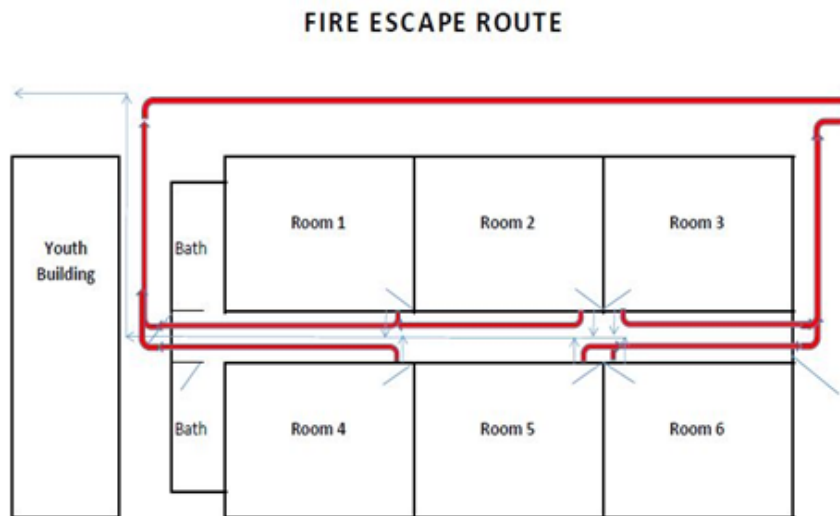 FIRE ESCAPE ROUTE
Room 1
Room 2
Room 3
Youth
Building
Bath
Bath
Room 4
Room 5
Room 6